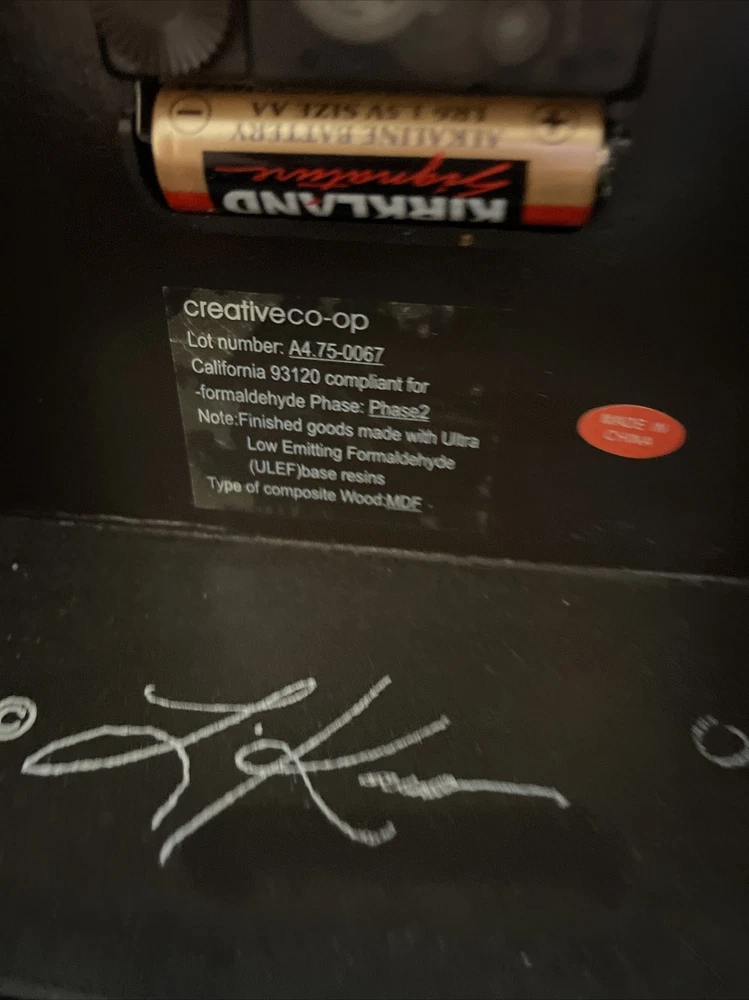 LR6 1.5V SIZE AA
ALKALINE BATTERY
Signature
KIRKLAND
creativeco-op
Lot number: A4.75-0067
California 93120 compliant for
-formaldehyde Phase: Phase2
Note:Finished goods made with Ultra
Low Emitting Formaldehyde
(ULEF)base resins
Type of composite Wood:MDF
MADE IN
CHINA
©